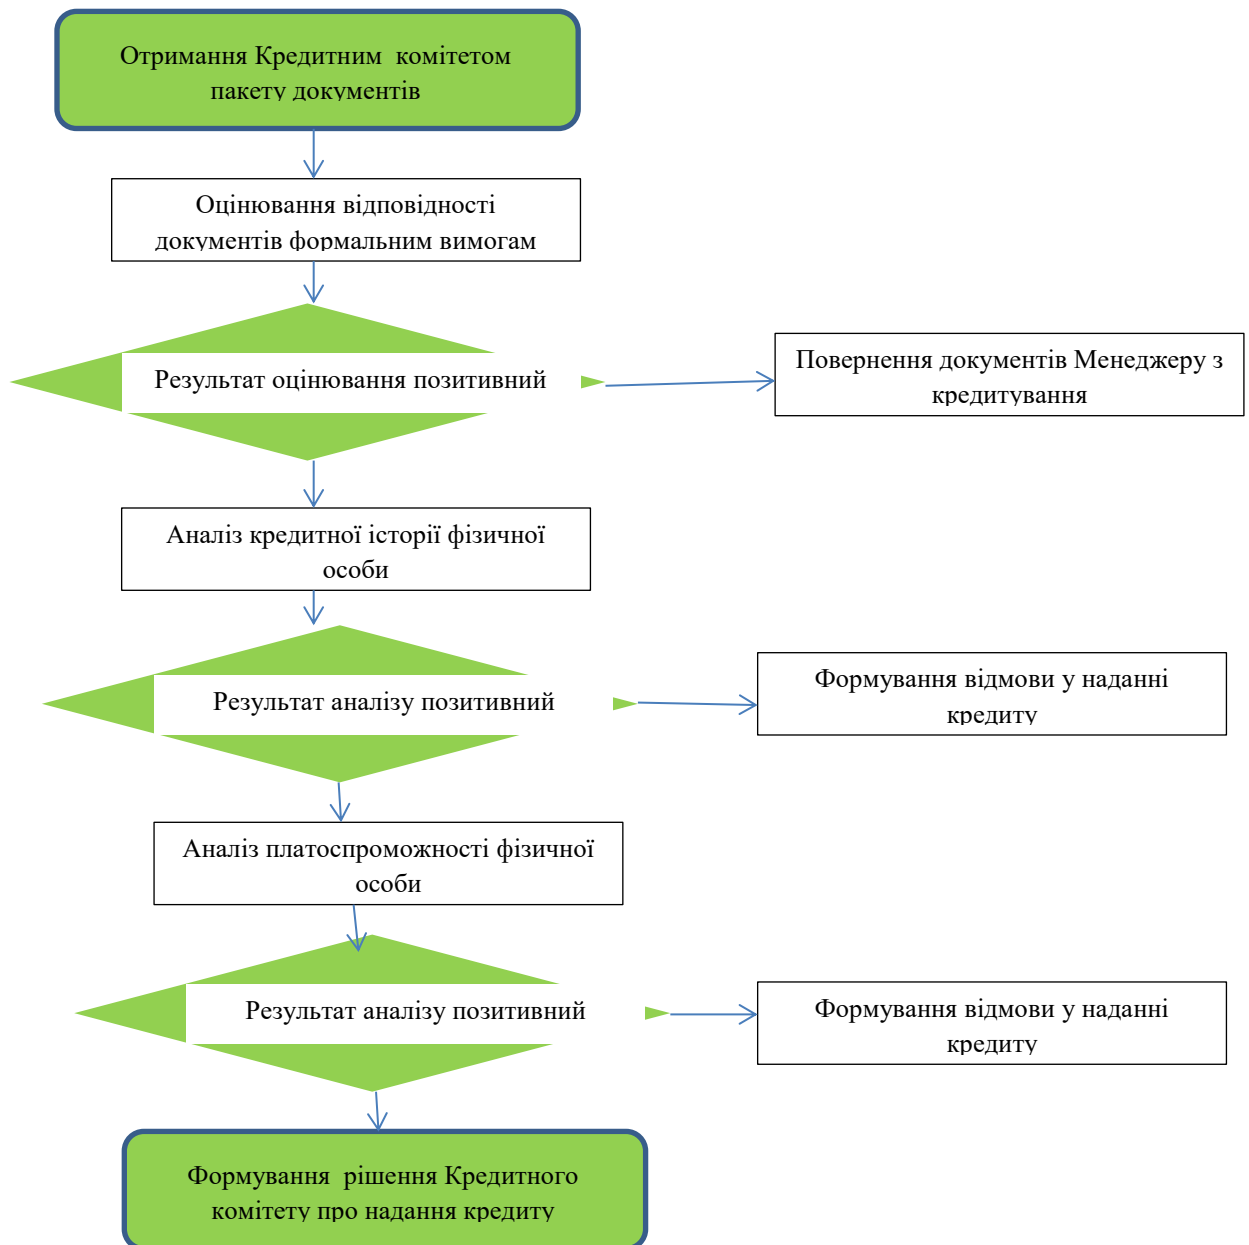 Отримання Кредитним комітетом
пакету документів
Оцінювання відповідності
документів формальним вимогам
Результат оцінювання позитивний
Повернення документів Менеджеру з
кредитування
Аналіз кредитної історії фізичної
особи
Результат аналізу позитивний
Формування відмови у наданні
кредиту
Аналіз платоспроможності фізичної
особи
Результат аналізу позитивний
Формування відмови у наданні
кредиту
Формування рішення Кредитного
комітету про надання кредиту